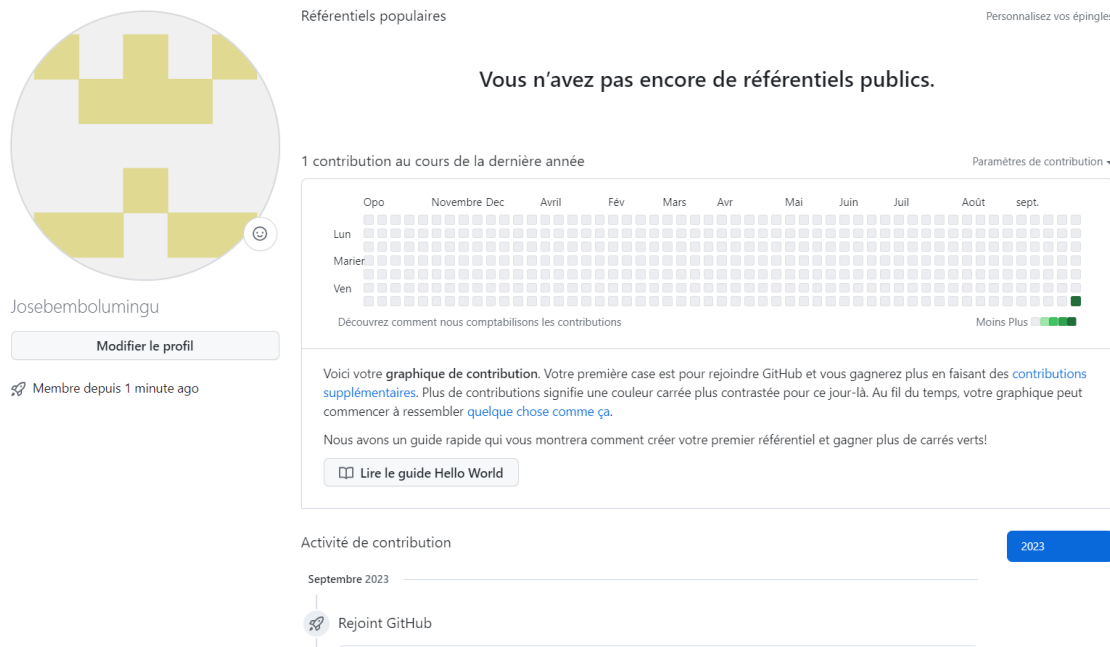 Référentiels populaires
Personnalisez vos épingles
Vous n'avez pas encore de référentiels publics.
1 contribution au cours de la dernière année
Paramètres de contribution
Opo Novembre Dec Avril Fév Mars Avr Mai Juin Juil Août sept.
Lun
Marier
Ven
Découvrez comment nous comptabilisons les contributions
Moins Plus
Josebembolumingu
Modifier le profil
Membre depuis 1 minute ago
Voici votre graphique de contribution. Votre première case est pour rejoindre GitHub et vous gagnerez plus en faisant des contributions
supplémentaires. Plus de contributions signifie une couleur carrée plus contrastée pour ce jour-là. Au fil du temps, votre graphique peut
commencer à ressembler quelque chose comme ça.
Nous avons un guide rapide qui vous montrera comment créer votre premier référentiel et gagner plus de carrés verts!
Lire le guide Hello World
Activité de contribution
2023
Septembre 2023
Rejoint GitHub